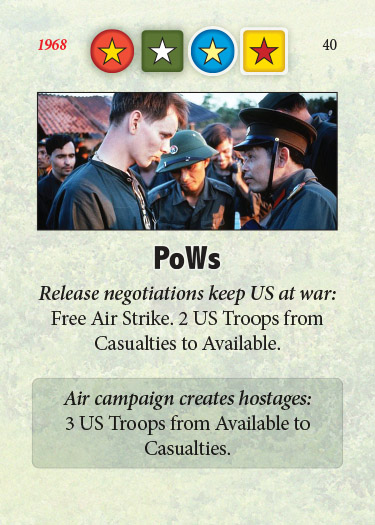 1968
40
PoWs
Release negotiations keep US at war:
Free Air Strike. 2 US Troops from
Casualties to Available.
Air campaign creates hostages:
3 US Troops from Available to
Casualties.